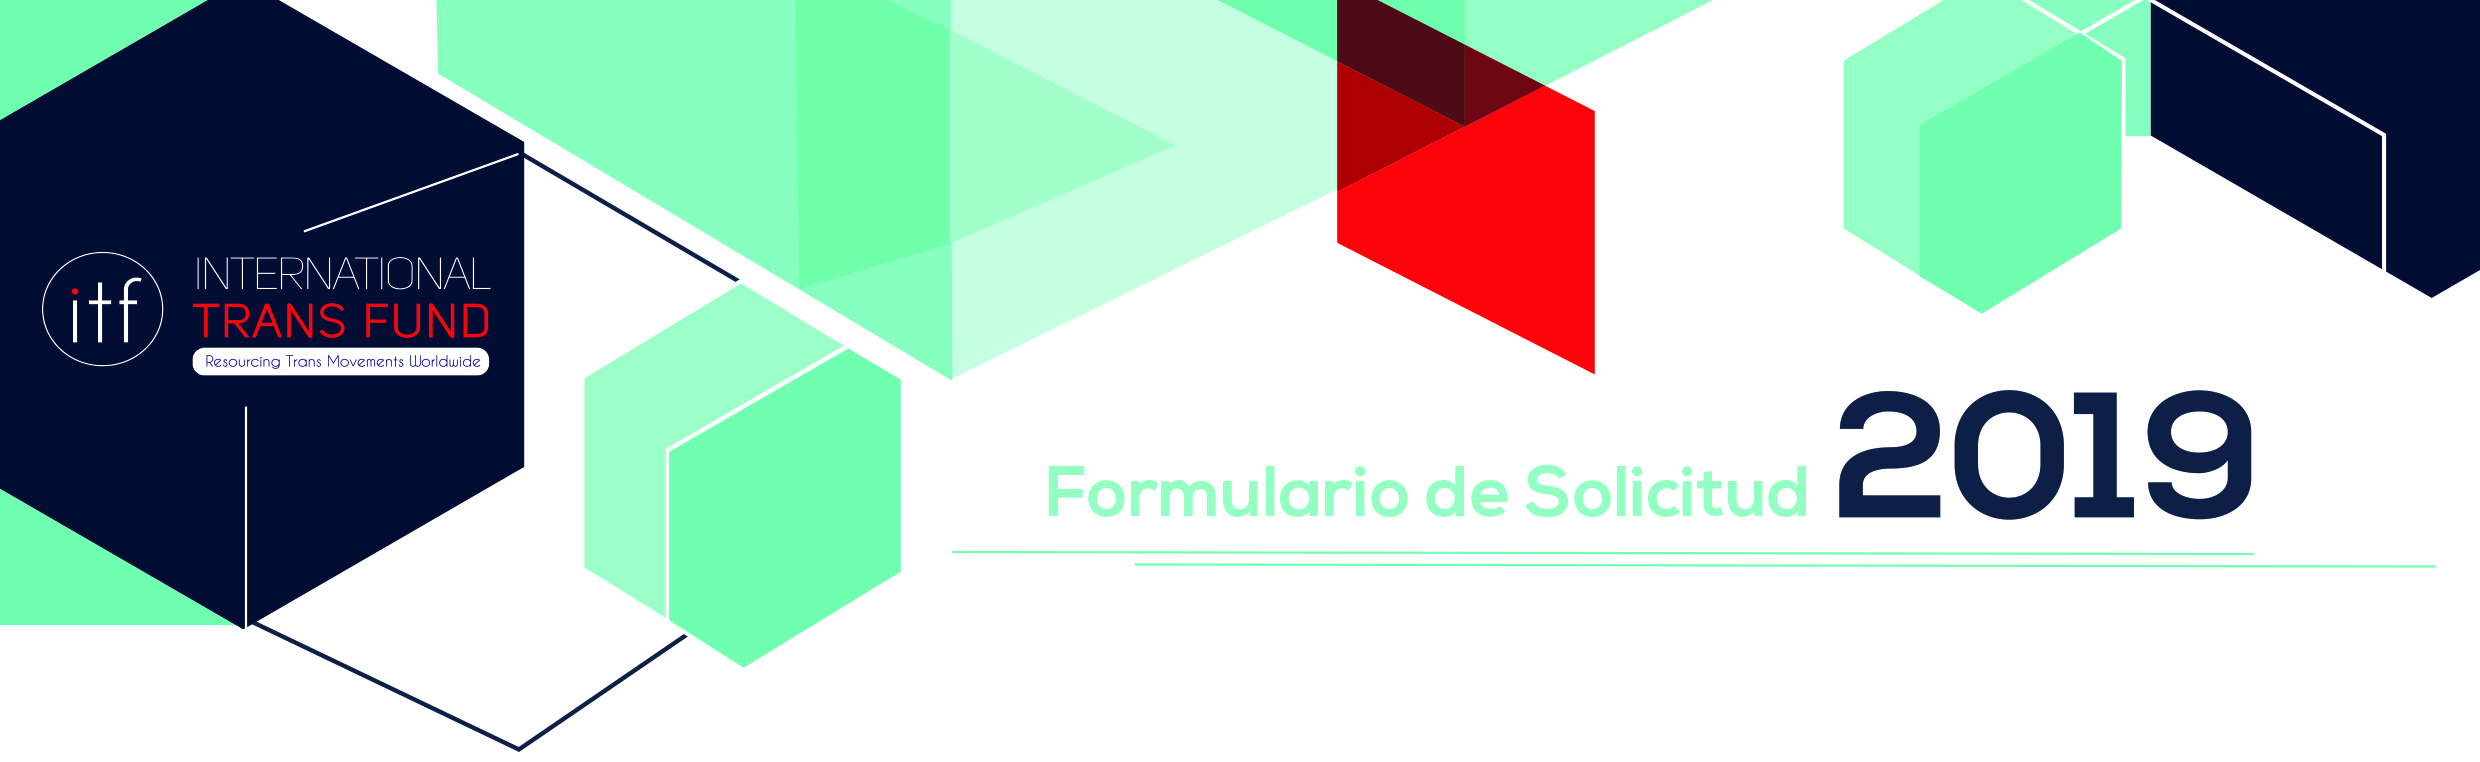 itf
INTERNATIONAL
TRANS FUND
Resourcing Trans Movements Worldwide
Formulario de Solicitud 2019